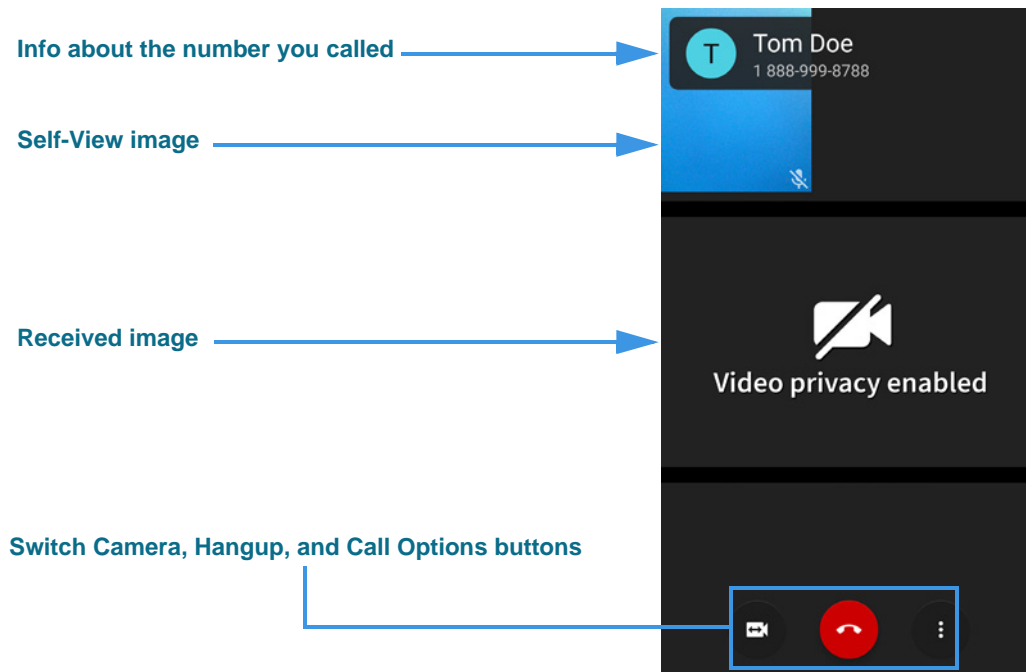 Info about the number you called
T
Tom Doe
1 888-999-8788
Self-View image
Received image
Video privacy enabled
Switch Camera, Hangup, and Call Options buttons